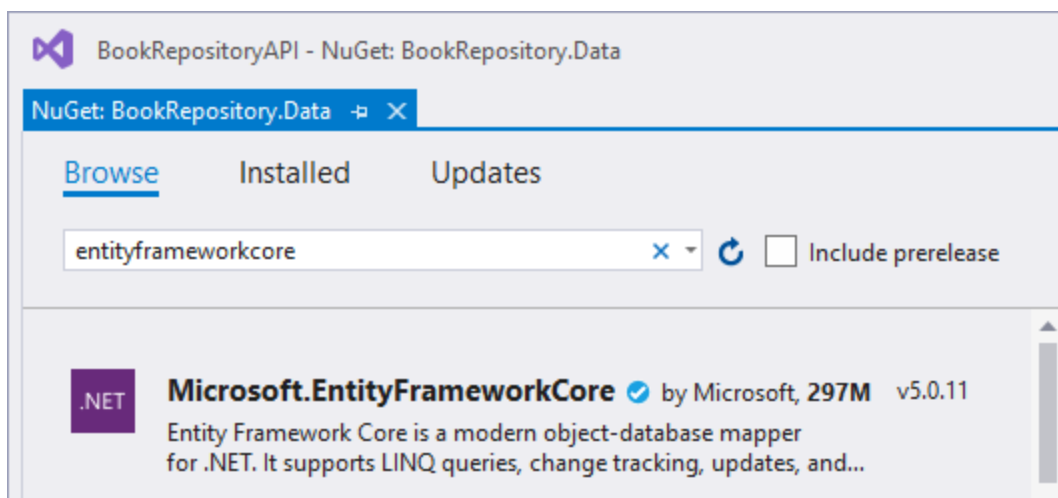 BookRepositoryAPI - NuGet: BookRepository.Data
NuGet: BookRepository.Data
Browse Installed Updates
entityframeworkcore Include prerelease
.NET Microsoft.EntityFrameworkCore by Microsoft, 297M v5.0.11
Entity Framework Core is a modern object-database mapper
for .NET. It supports LINQ queries, change tracking, updates, and...